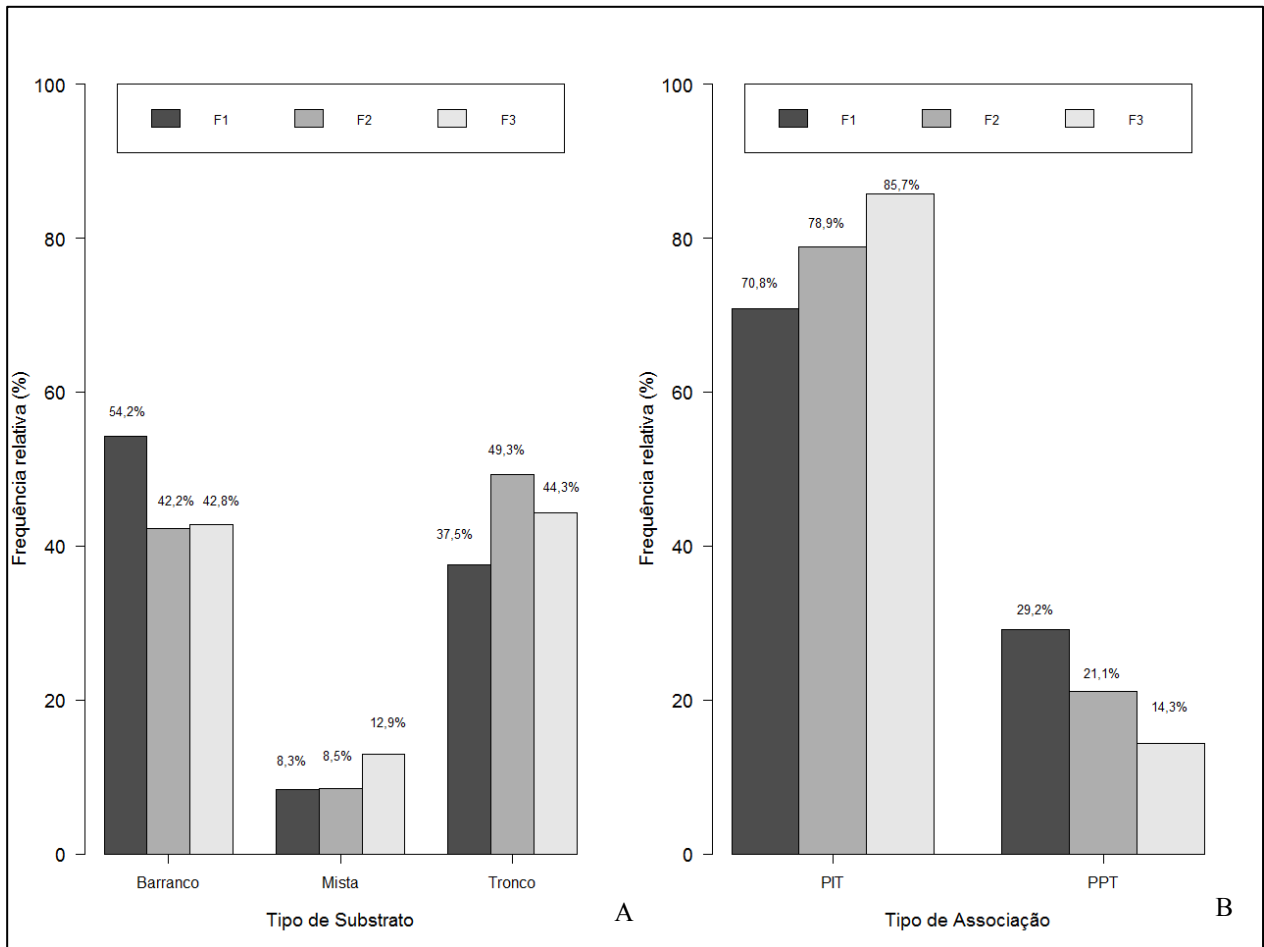 Frequência relativa (%)
100
80
60
40
20
0
F1 F2 F3
54,2%
42,2%
42,8%
8,3%
8,5%
12,9%
37,5%
49,3%
44,3%
Barranco Mista Tronco
Tipo de Substrato
A
Frequência relativa (%)
100
80
60
40
20
0
F1 F2 F3
70,8%
78,9%
85,7%
29,2%
21,1%
14,3%
PIT PPT
Tipo de Associação
B